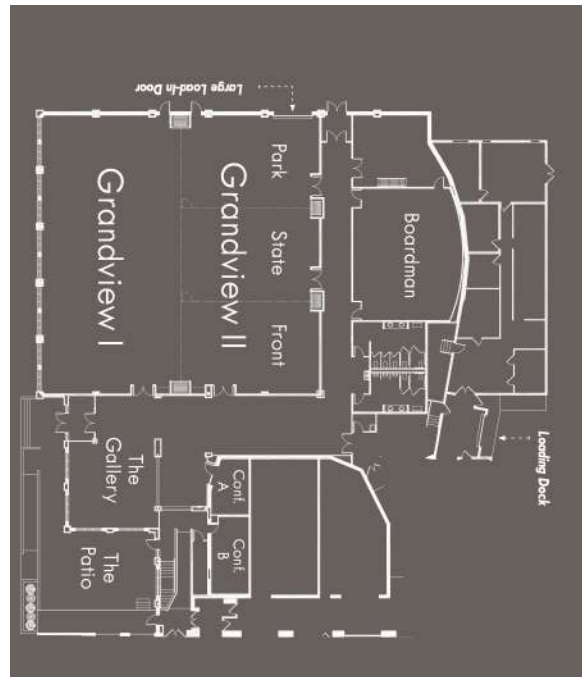 Large Load-In Door
Park
Grandview I
Grandview II
State
Boardman
Front
Loading Dock
The
Gallery
Conf.
A
Conf.
B
The
Patio